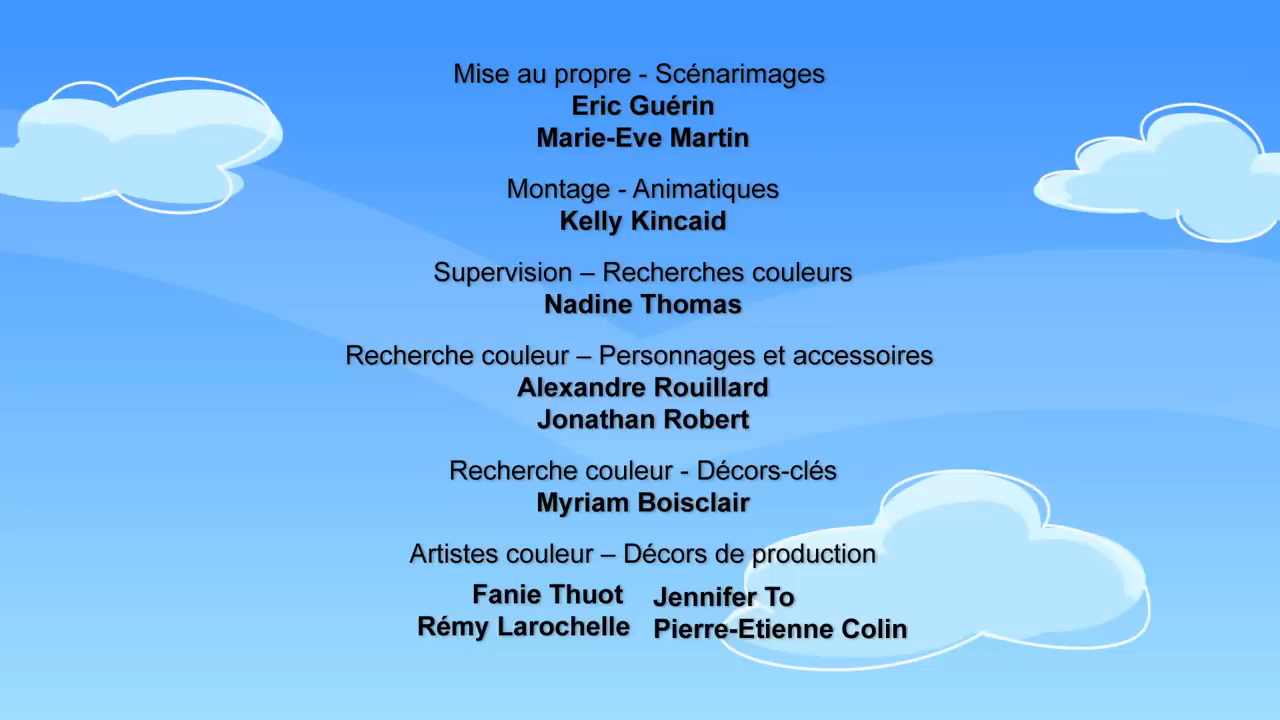 Mise au propre - Scénarimages
Eric Guérin
Marie-Eve Martin
Montage - Animatiques
Kelly Kincaid
Supervision – Recherches couleurs
Nadine Thomas
Recherche couleur – Personnages et accessoires
Alexandre Rouillard
Jonathan Robert
Recherche couleur - Décors-clés
Myriam Boisclair
Artistes couleur – Décors de production
Fanie Thuot Jennifer To
Rémy Larochelle Pierre-Etienne Colin